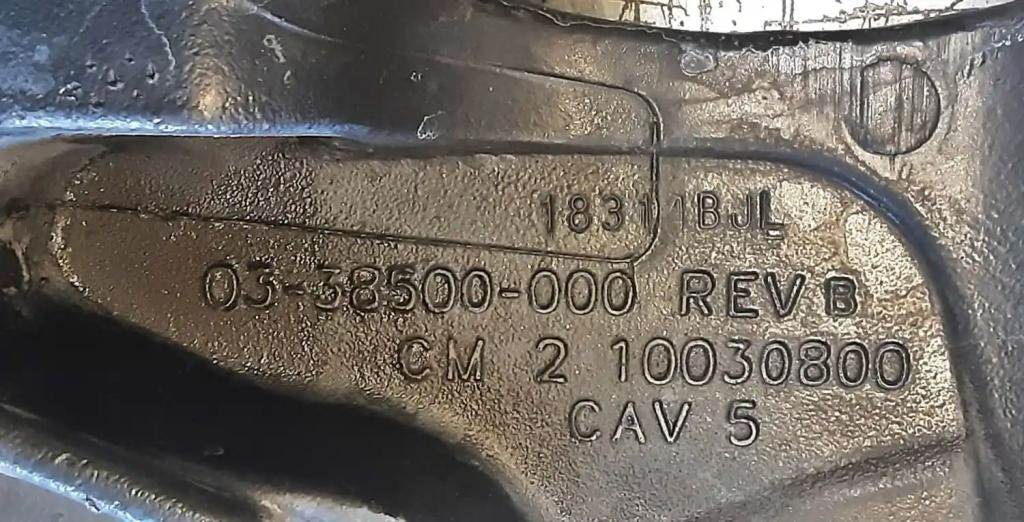 18311BJL
03-38500-000 REV B
CM 2 10030800
CAV 5